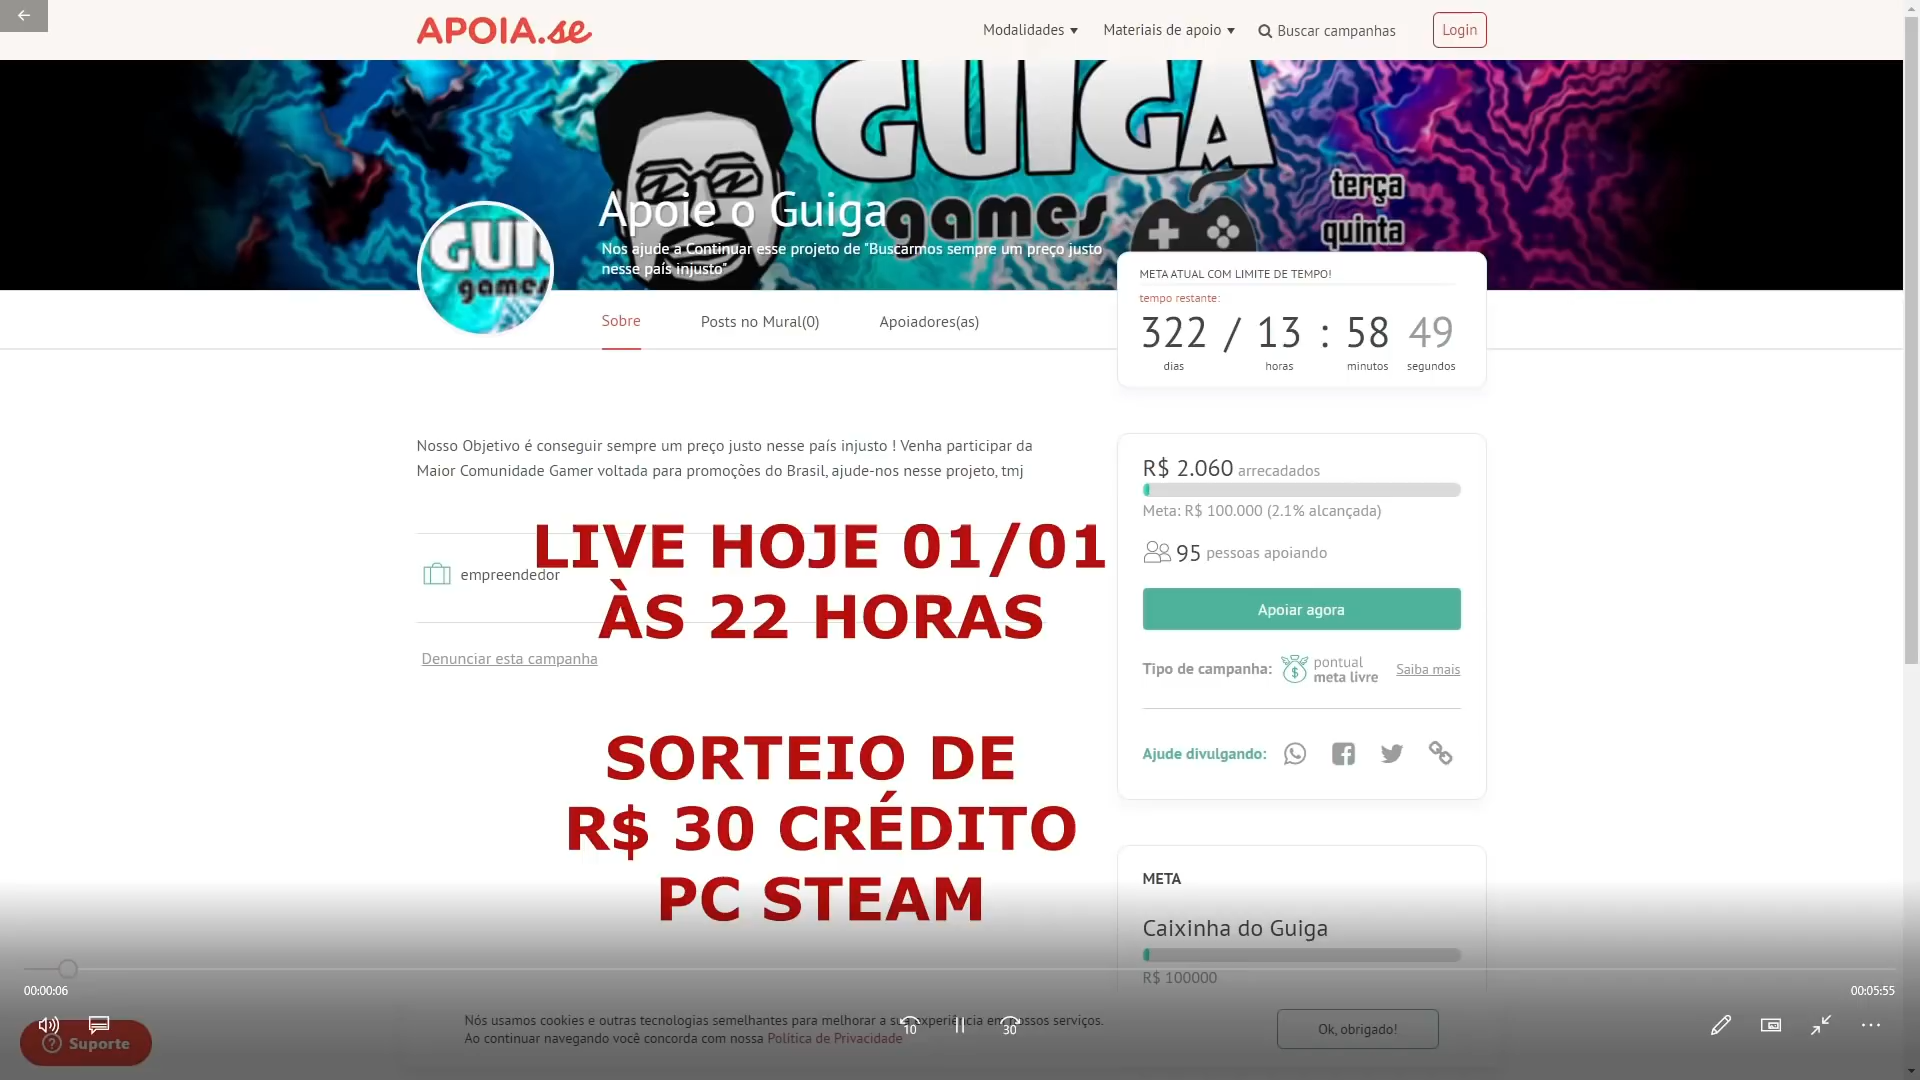 APOIA.se
Modalidades
Materiais de apoio
Buscar campanhas
Login
GUIGA
games
terça
quinta
GUI
games
Apoie o Guiga
Nos ajude a Continuar esse projeto de "Buscarmos sempre um preço justo
nesse país injusto"
META ATUAL COM LIMITE DE TEMPO!
tempo restante:
322 / 13 : 58 49
dias horas minutos segundos
Sobre
Posts no Mural(0)
Apoiadores(as)
Nosso Objetivo é conseguir sempre um preço justo nesse país injusto ! Venha participar da
Maior Comunidade Gamer voltada para promoções do Brasil, ajude-nos nesse projeto, tmj
R$ 2.060 arrecadados
Meta: R$ 100.000 (2.1% alcançada)
95 pessoas apoiando
Apoiar agora
Tipo de campanha:
pontual
meta livre
Saiba mais
Ajude divulgando:
LIVE HOJE 01/01
ÀS 22 HORAS
empreendedor
Denunciar esta campanha
SORTEIO DE
R$ 30 CRÉDITO
PC STEAM
META
Caixinha do Guiga
R$ 100000
00:00:06
00:05:55
Nós usamos cookies e outras tecnologias semelhantes para melhorar a sua experiência em nossos serviços.
Ao continuar navegando você concorda com nossa Política de Privacidade
Ok, obrigado!
10
30
Suporte